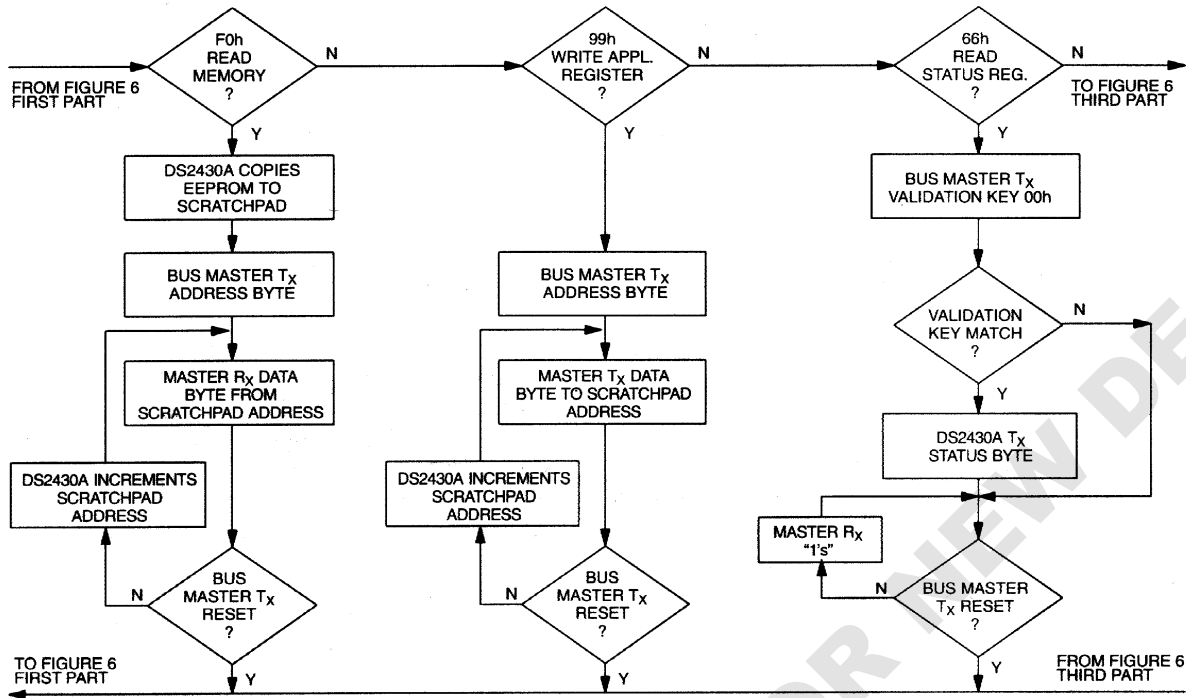 F0h
READ
MEMORY
?
N
99h
WRITE APPL.
REGISTER
?
N
66h
READ
STATUS REG.
?
N
FROM FIGURE 6
FIRST PART
TO FIGURE 6
THIRD PART
Y
Y
Y
DS2430A COPIES
EEPROM TO
SCRATCHPAD
BUS MASTER TX
VALIDATION KEY 00h
BUS MASTER TX
ADDRESS BYTE
BUS MASTER TX
ADDRESS BYTE
VALIDATION
KEY MATCH
?
N
Y
MASTER RX DATA
BYTE FROM
SCRATCHPAD ADDRESS
MASTER TX DATA
BYTE TO SCRATCHPAD
ADDRESS
DS2430A TX
STATUS BYTE
DS2430A INCREMENTS
SCRATCHPAD
ADDRESS
DS2430A INCREMENTS
SCRATCHPAD
ADDRESS
MASTER RX
"1's"
N
BUS
MASTER TX
RESET
?
N
BUS
MASTER TX
RESET
?
N
BUS MASTER
TX RESET
?
TO FIGURE 6
FIRST PART
Y
Y
Y
FROM FIGURE 6
THIRD PART
OR NEW DE